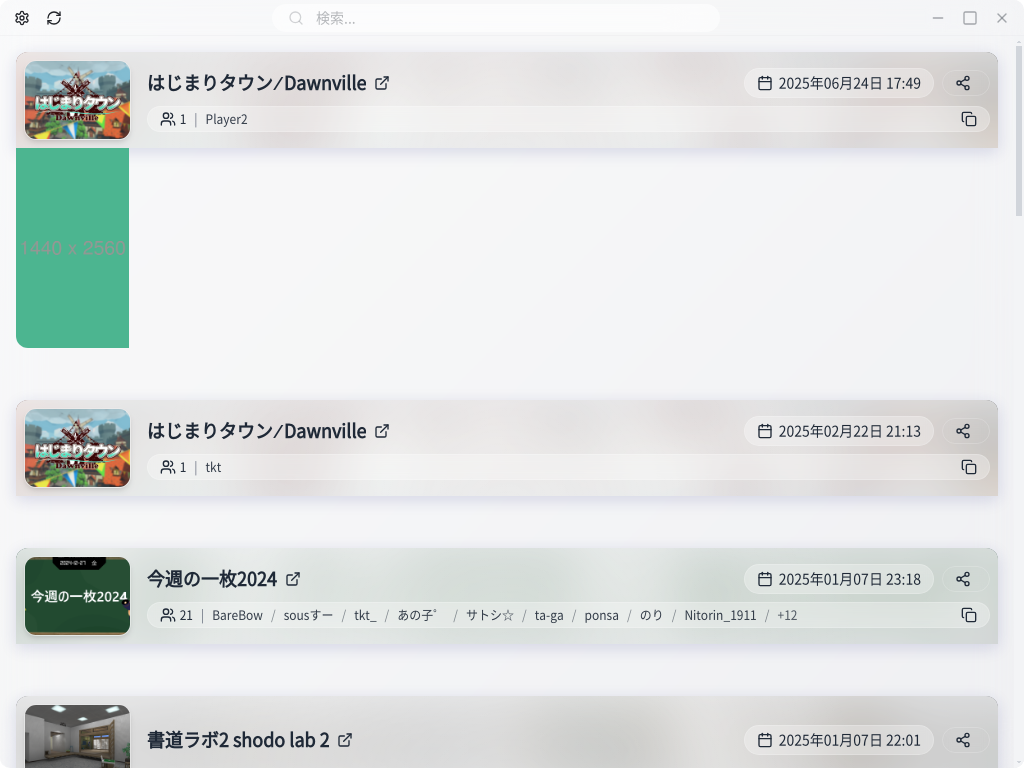 検索...
はじまりタウン/Dawnville
2025年06月24日 17:49
1 | Player2
はじまりタウン
Dawnville
1440 x 2560
はじまりタウン/Dawnville
2025年02月22日 21:13
1 | tkt
はじまりタウン
Dawnville
今週の一枚2024
2025年01月07日 23:18
21 | BareBow / sousすー / tkt_ / あの子゜ / サトシ☆ / ta-ga / ponsa / のり / Nitorin_1911 / +12
今週の一枚2024
書道ラボ2 shodo lab 2
2025年01月07日 22:01